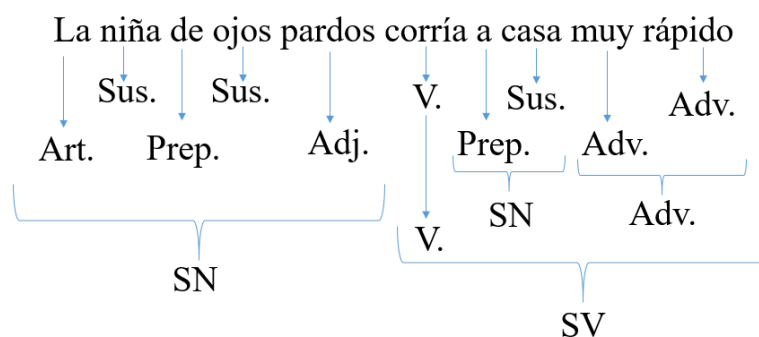 La niña de ojos pardos corría a casa muy rápido
Sus. Sus. V. Sus. Adv.
Art. Prep. Adj. Prep. Adv.
SN Adv.
V.
SN
SV